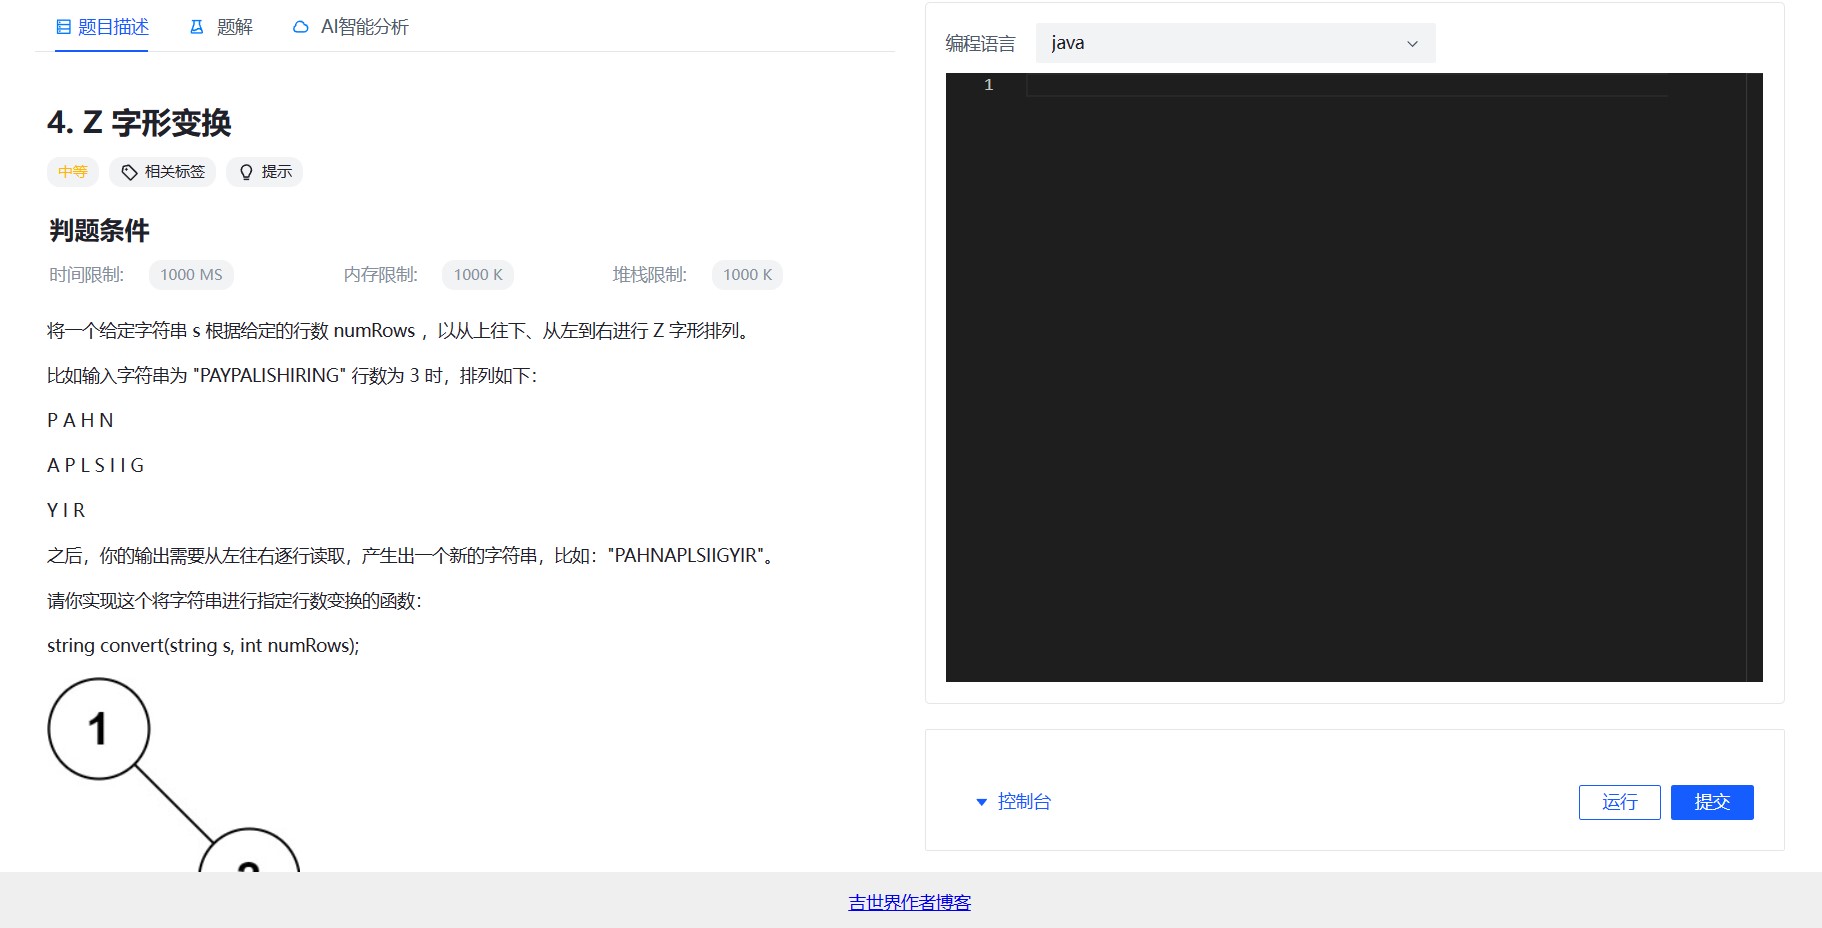 题目描述 题解 AI智能分析
4. Z 字形变换
中等 相关标签 提示
判题条件
时间限制: 1000 MS 内存限制: 1000 K 堆栈限制: 1000 K
将一个给定字符串 s 根据给定的行数 numRows ，以从上往下、从左到右进行 Z 字形排列。
比如输入字符串为 "PAYPALISHIRING" 行数为 3 时，排列如下：
P A H N
A P L S I I G
Y I R
之后，你的输出需要从左往右逐行读取，产生出一个新的字符串，比如："PAHNAPLSIIGYIR"。
请你实现这个将字符串进行指定行数变换的函数：
string convert(string s, int numRows);
1
编程语言 java
1
控制台 运行 提交
吉世界作者博客